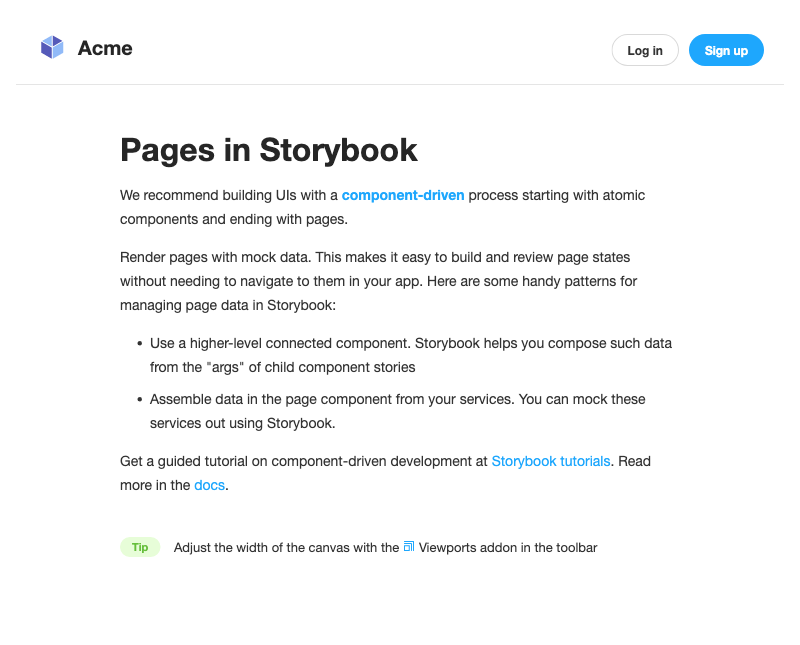 Acme
Log in
Sign up
Pages in Storybook
We recommend building UIs with a component-driven process starting with atomic
components and ending with pages.
Render pages with mock data. This makes it easy to build and review page states
without needing to navigate to them in your app. Here are some handy patterns for
managing page data in Storybook:
• Use a higher-level connected component. Storybook helps you compose such data
from the "args" of child component stories
• Assemble data in the page component from your services. You can mock these
services out using Storybook.
Get a guided tutorial on component-driven development at Storybook tutorials. Read
more in the docs.
Tip Adjust the width of the canvas with the Viewports addon in the toolbar